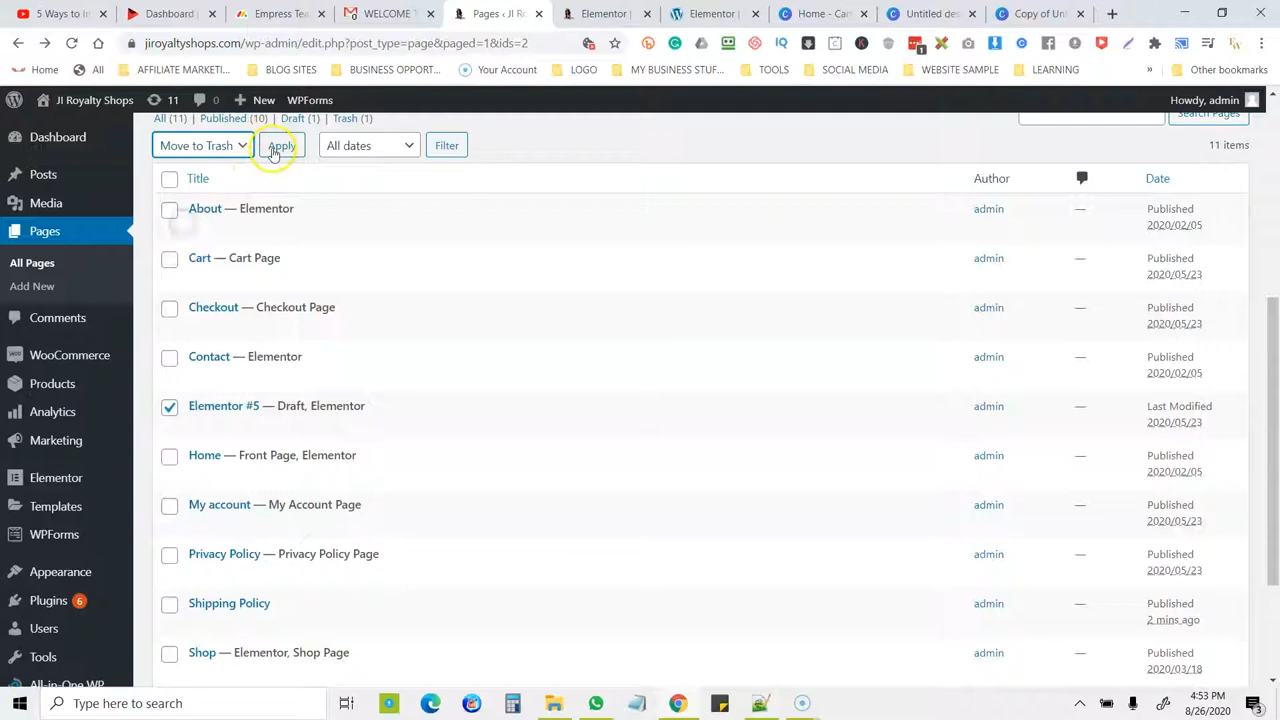 5 Ways to In
Dashboard
Empress Tea
WELCOME T
Pages ‹ JI Ro
Elementor |
Elementor |
Home - Cam
Untitled des
Copy of Unt
jiroyaltyshops.com/wp-admin/edit.php?post_type=page&paged=1&ids=2
Home
All
AFFILIATE MARKETI...
BLOG SITES
BUSINESS OPPORT...
Your Account
LOGO
MY BUSINESS STUF...
TOOLS
SOCIAL MEDIA
WEBSITE SAMPLE
LEARNING
»
Other bookmarks
JI Royalty Shops
11
0
New
WPForms
Howdy, admin
All (11) | Published (10) | Draft (1) | Trash (1)
Search Pages
Move to Trash
Apply
All dates
Filter
11 items
Title
Author
Date
About — Elementor
admin
—
Published
2020/02/05
Cart — Cart Page
admin
—
Published
2020/05/23
Checkout — Checkout Page
admin
—
Published
2020/05/23
Contact — Elementor
admin
—
Published
2020/02/05
Elementor #5 — Draft, Elementor
admin
—
Last Modified
2020/05/23
Home — Front Page, Elementor
admin
—
Published
2020/02/05
My account — My Account Page
admin
—
Published
2020/05/23
Privacy Policy — Privacy Policy Page
admin
—
Published
2020/05/23
Shipping Policy
admin
—
Published
2 mins ago
Shop — Elementor, Shop Page
admin
—
Published
2020/03/18
Dashboard
Posts
Media
Pages
All Pages
Add New
Comments
WooCommerce
Products
Analytics
Marketing
Elementor
Templates
WPForms
Appearance
Plugins 6
Users
Tools
All-in-One WP
Type here to search
4:53 PM
8/26/2020
3